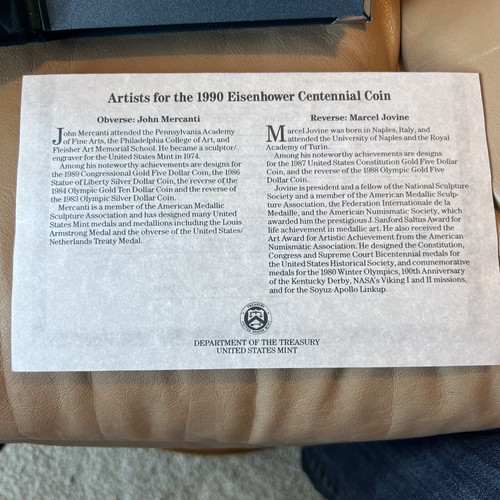 Artists for the 1990 Eisenhower Centennial Coin
Obverse: John Mercanti
John Mercanti attended the Pennsylvania Academy
of Fine Arts, the Philadelphia College of Art, and
Fleisher Art Memorial School. He became a sculptor/
engraver for the United States Mint in 1974.
Among his noteworthy achievements are designs for
the 1989 Congressional Gold Five Dollar Coin, the 1986
Statue of Liberty Silver Dollar Coin, the reverse of the
1984 Olympic Gold Ten Dollar Coin and the reverse of
the 1983 Olympic Silver Dollar Coin.
Mercanti is a member of the American Medallic
Sculpture Association and has designed many United
States Mint medals and medallions including the Louis
Armstrong Medal and the obverse of the United States/
Netherlands Treaty Medal.
Reverse: Marcel Jovine
Marcel Jovine was born in Naples, Italy, and
attended the University of Naples and the Royal
Academy of Turin.
Among his noteworthy achievements are designs
for the 1987 United States Constitution Gold Five Dollar
Coin, and the reverse of the 1988 Olympic Gold Five
Dollar Coin.
Jovine is president and a fellow of the National Sculpture
Society and a member of the American Medallic Sculp-
ture Association, the Federation Internationale de la
Medaille, and the American Numismatic Society, which
awarded him the prestigious J. Sanford Saltus Award for
life achievement in medallic art. He also received the
Art Award for Artistic Achievement from the American
Numismatic Association. He designed the Constitution,
Congress and Supreme Court Bicentennial medals for
the United States Historical Society, and commemorative
medals for the 1980 Winter Olympics, 100th Anniversary
of the Kentucky Derby, NASA's Viking I and II missions,
and for the Soyuz-Apollo Linkup.
DEPARTMENT OF THE TREASURY
UNITED STATES MINT